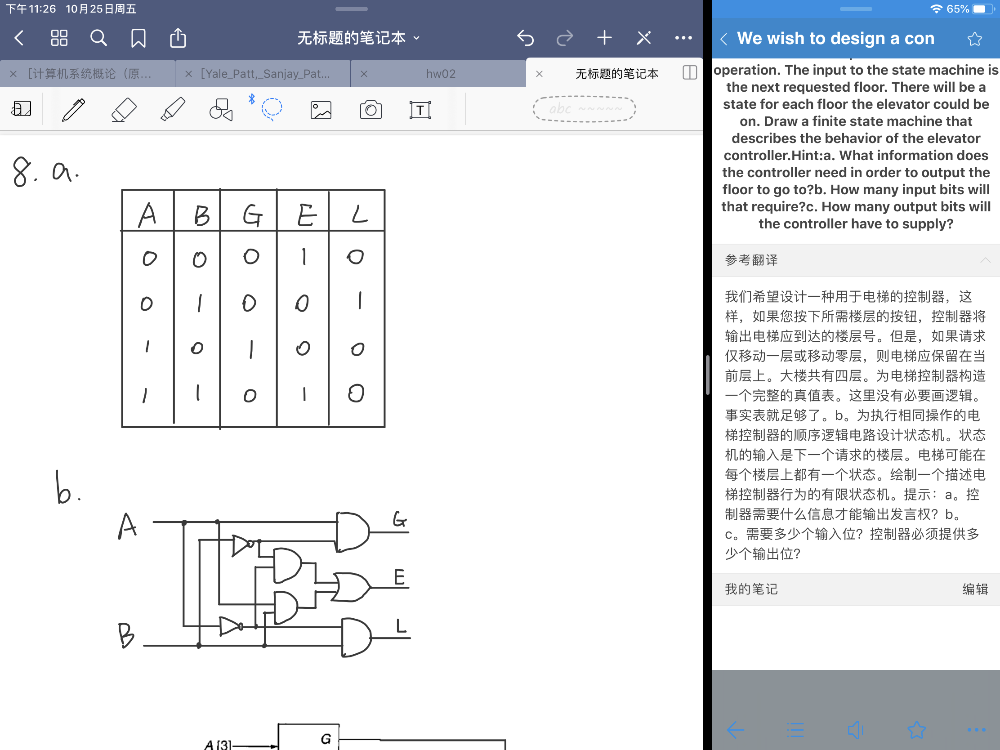 下午11:26 10月25日周五
65%
无标题的笔记本
We wish to design a con
[计算机系统概论（原...
[Yale_Patt,_Sanjay_Pat...
hw02
无标题的笔记本
abc ~~~~~
8. a.
A B G E L
0 0 0 1 0
0 1 0 0 1
1 0 1 0 0
1 1 0 1 0
b.
A
G
E
B
L
A [3]
G
operation. The input to the state machine is
the next requested floor. There will be a
state for each floor the elevator could be
on. Draw a finite state machine that
describes the behavior of the elevator
controller.Hint:a. What information does
the controller need in order to output the
floor to go to?b. How many input bits will
that require?c. How many output bits will
the controller have to supply?
参考翻译
我们希望设计一种用于电梯的控制器，这
样，如果您按下所需楼层的按钮，控制器将
输出电梯应到达的楼层号。但是，如果请求
仅移动一层或移动零层，则电梯应保留在当
前层上。大楼共有四层。为电梯控制器构造
一个完整的真值表。这里没有必要画逻辑。
事实表就足够了。b。为执行相同操作的电
梯控制器的顺序逻辑电路设计状态机。状态
机的输入是下一个请求的楼层。电梯可能在
每个楼层上都有一个状态。绘制一个描述电
梯控制器行为的有限状态机。提示：a。控
制器需要什么信息才能输出发言权？b。
c。需要多少个输入位？控制器必须提供多
少个输出位？
我的笔记
编辑